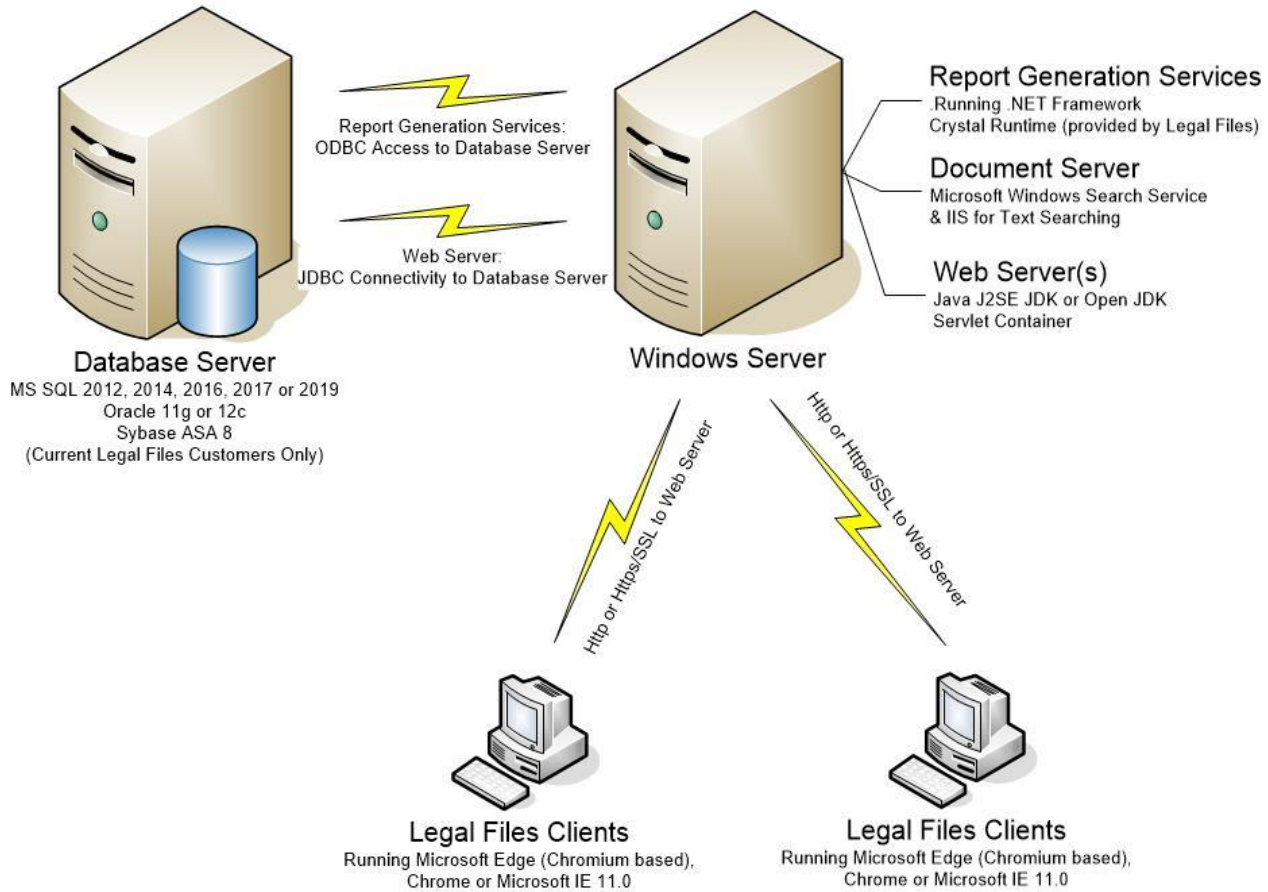 Report Generation Services:
ODBC Access to Database Server
Web Server:
JDBC Connectivity to Database Server
Database Server
MS SQL 2012, 2014, 2016, 2017 or 2019
Oracle 11g or 12c
Sybase ASA 8
(Current Legal Files Customers Only)
Windows Server
Report Generation Services
.Running .NET Framework
Crystal Runtime (provided by Legal Files)
Document Server
Microsoft Windows Search Service
& IIS for Text Searching
Web Server(s)
Java J2SE JDK or Open JDK
Servlet Container
Http or Https/SSL to Web Server
Http or Https/SSL to Web Server
Legal Files Clients
Running Microsoft Edge (Chromium based),
Chrome or Microsoft IE 11.0
Legal Files Clients
Running Microsoft Edge (Chromium based),
Chrome or Microsoft IE 11.0